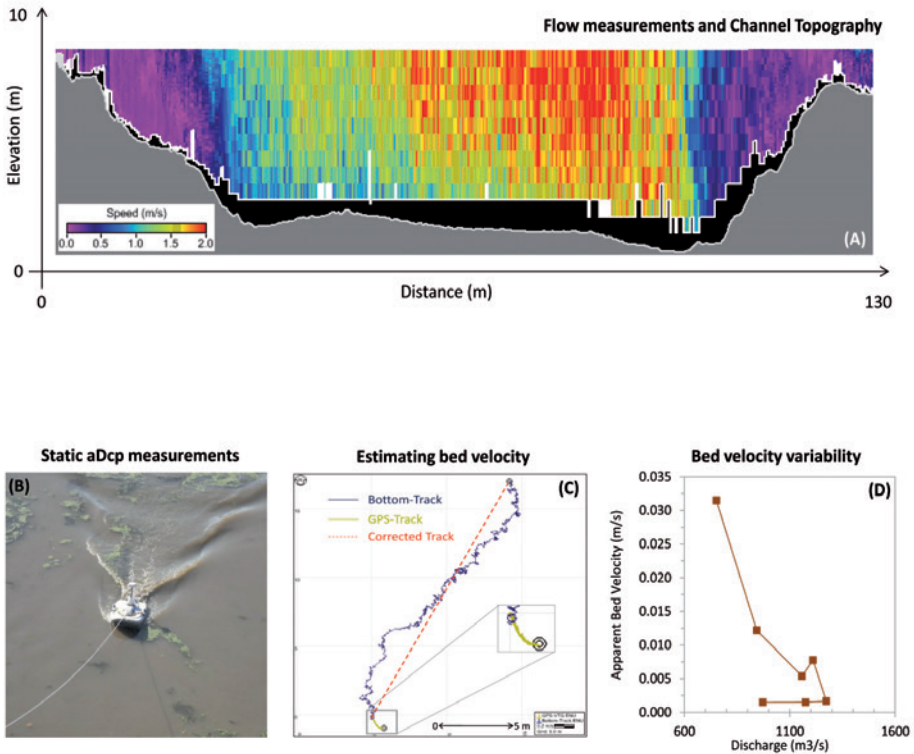 Flow measurements and Channel Topography
10
Elevation (m)
Speed (m/s)
0.0 0.5 1.0 1.5 2.0
(A)
0
Distance (m)
0
130
Static aDcp measurements
(B)
Estimating bed velocity
(C)
Bottom-Track
GPS-Track
Corrected Track
0 5 m
Bed velocity variability
(D)
Apparent Bed Velocity (m/s)
0.035
0.030
0.025
0.020
0.015
0.010
0.005
0.000
600 1100 1600
Discharge (m3/s)